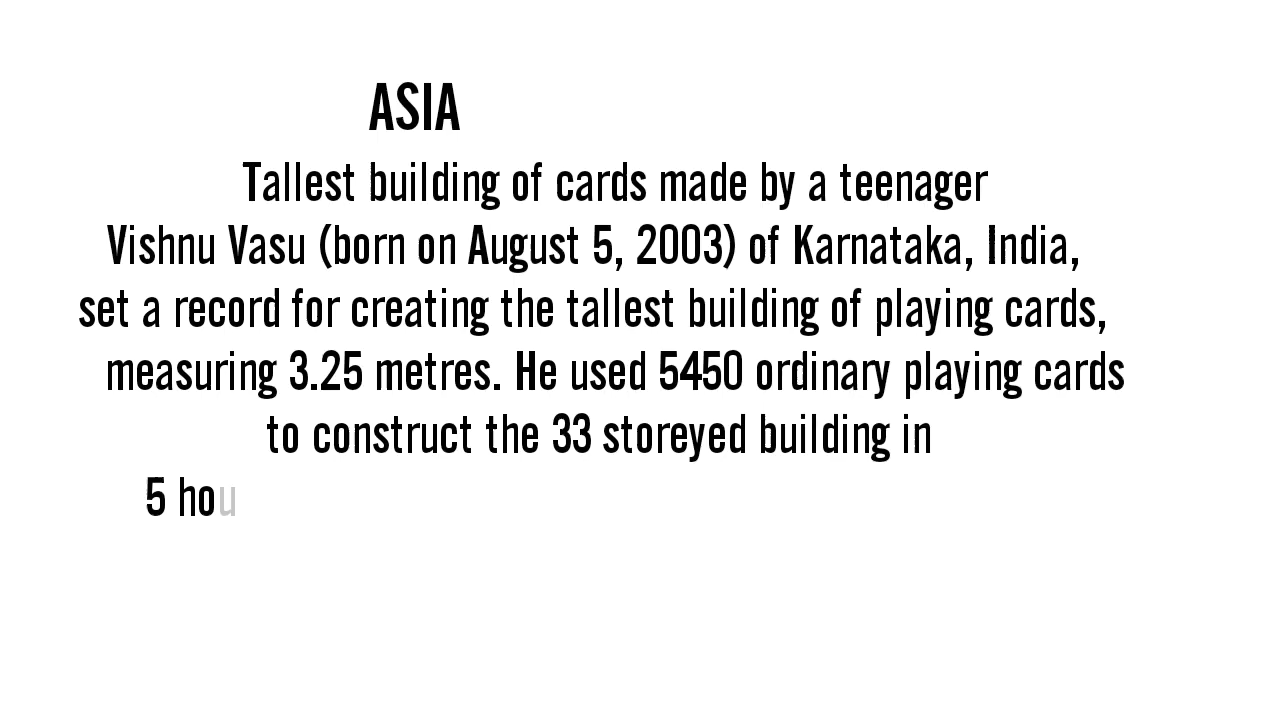 ASIA
Tallest building of cards made by a teenager
Vishnu Vasu (born on August 5, 2003) of Karnataka, India,
set a record for creating the tallest building of playing cards,
measuring 3.25 metres. He used 5450 ordinary playing cards
to construct the 33 storeyed building in
5 hou